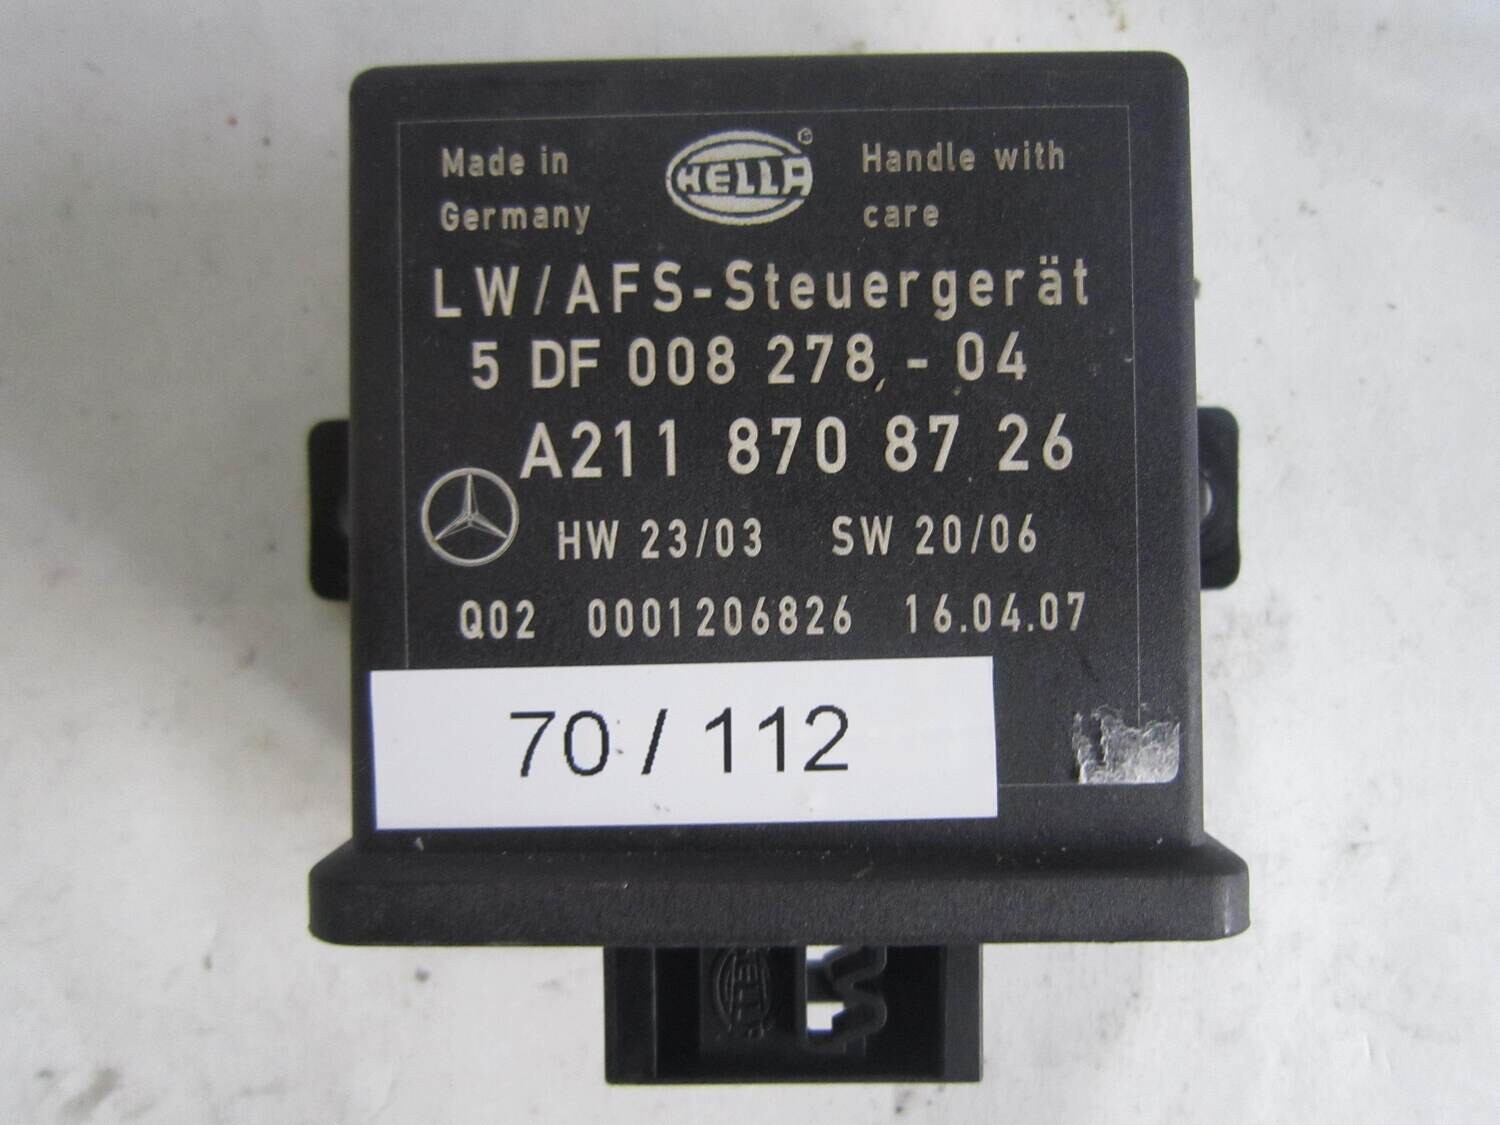 Made in
Germany
HELLA
Handle with
care
LW/AFS-Steuergerät
5 DF 008 278 - 04
A211 870 87 26
HW 23/03 SW 20/06
Q02 0001206826 16.04.07
70 / 112
HELLA